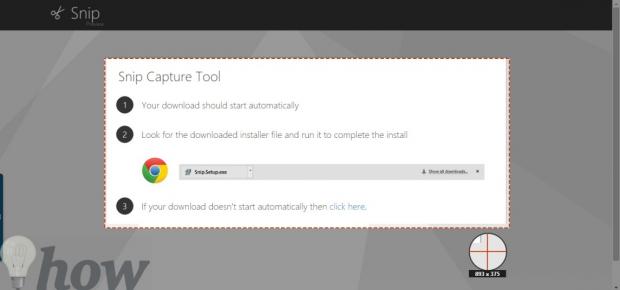 Snip
Preview
Snip Capture Tool
1 Your download should start automatically
2 Look for the downloaded installer file and run it to complete the install
Snip.Setup.exe Show all downloads...
3 If your download doesn't start automatically then click here.
how
893 x 375